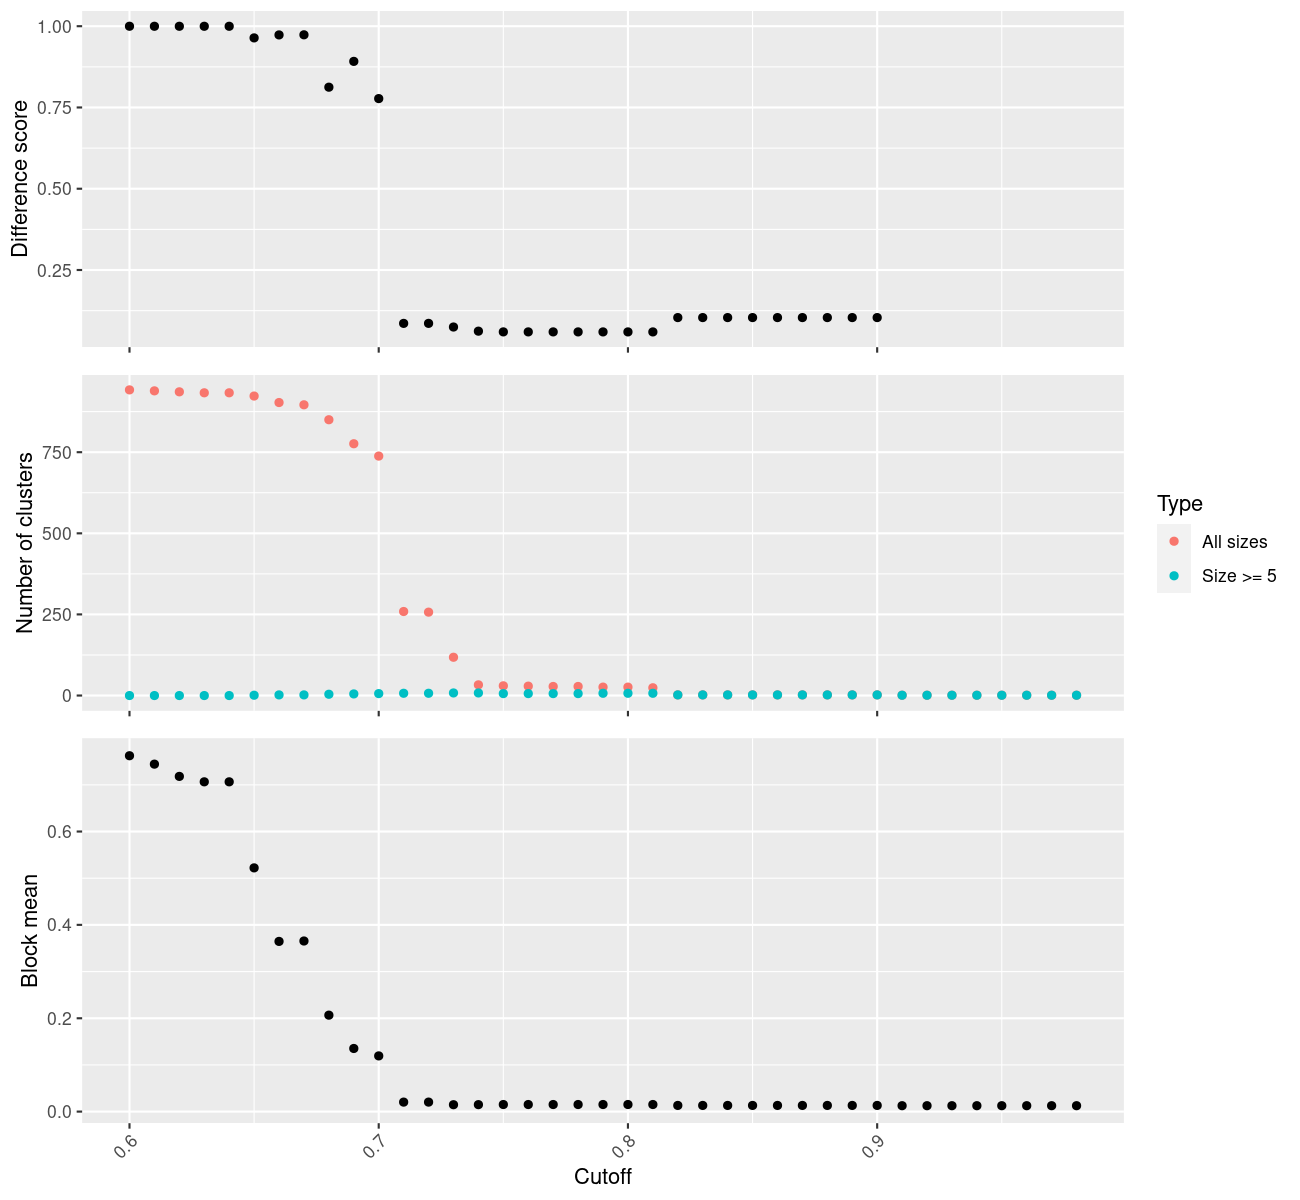 Difference score
1.00
0.75
0.50
0.25
Number of clusters
750
500
250
0
Type
All sizes
Size >= 5
Block mean
0.6
0.4
0.2
0.0
0.6 0.7 0.8 0.9
Cutoff